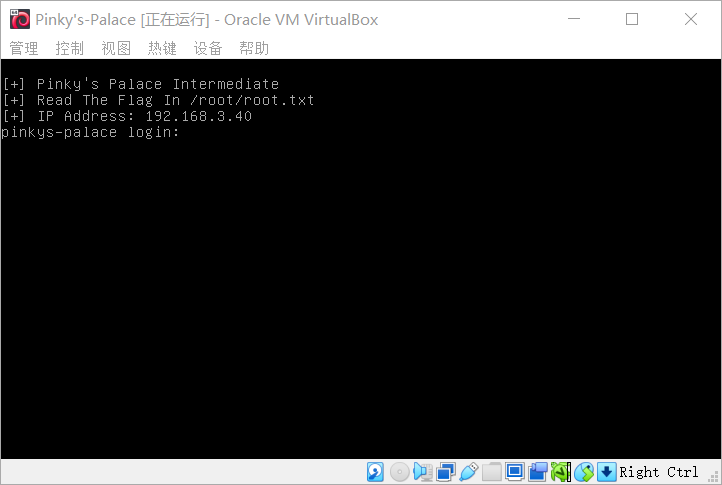 Pinky's-Palace [正在运行] - Oracle VM VirtualBox
管理 控制 视图 热键 设备 帮助
[+] Pinky's Palace Intermediate
[+] Read The Flag In /root/root.txt
[+] IP Address: 192.168.3.40
pinkys-palace login:
Right Ctrl